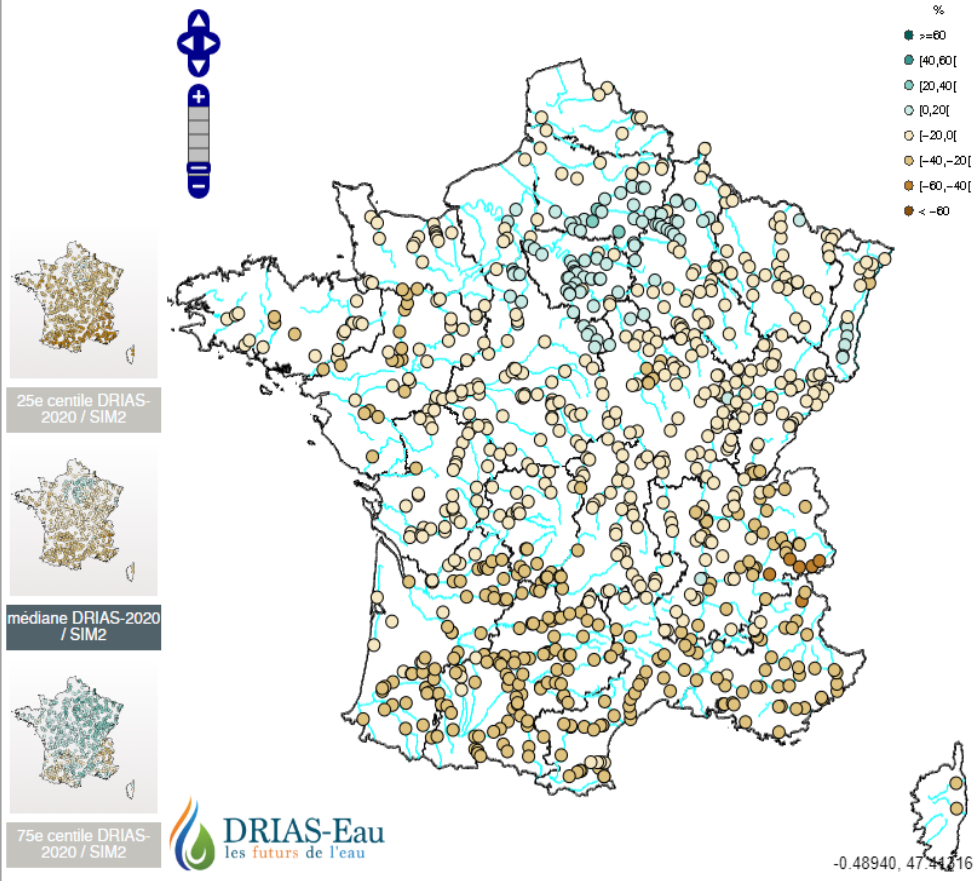 %
>=60
[40,60[
[20,40[
[0,20[
[-20,0[
[-40,-20[
[-60,-40[
< -60
25e centile DRIAS-
2020 / SIM2
médiane DRIAS-2020
/ SIM2
75e centile DRIAS-
2020 / SIM2
DRIAS-Eau
les futurs de l'eau
-0.48940, 47.41316